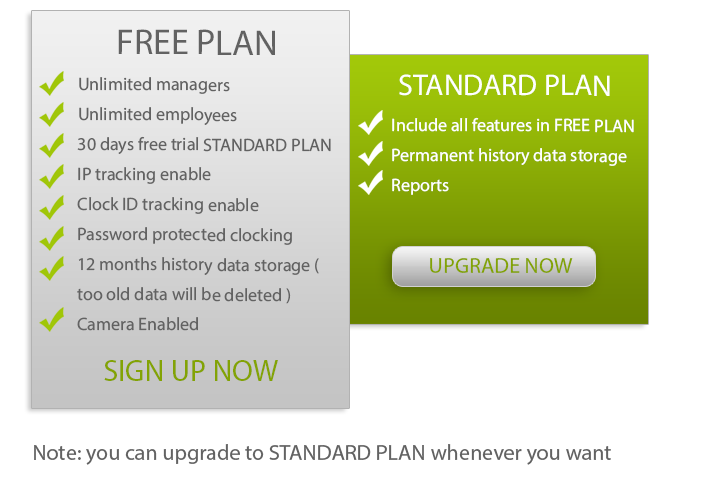 FREE PLAN
Unlimited managers
Unlimited employees
30 days free trial STANDARD PLAN
IP tracking enable
Clock ID tracking enable
Password protected clocking
12 months history data storage (
too old data will be deleted )
Camera Enabled
SIGN UP NOW
STANDARD PLAN
Include all features in FREE PLAN
Permanent history data storage
Reports
UPGRADE NOW
Note: you can upgrade to STANDARD PLAN whenever you want